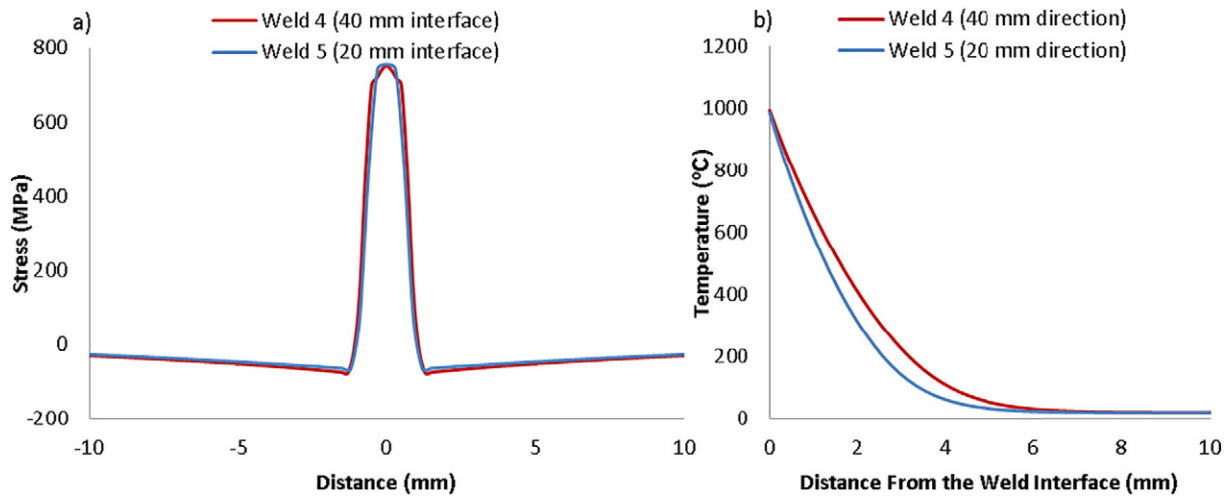 a)
Weld 4 (40 mm interface)
Weld 5 (20 mm interface)
800
600
400
200
0
-200
Stress (MPa)
-10
-5
0
5
10
Distance (mm)
b)
Weld 4 (40 mm direction)
Weld 5 (20 mm direction)
1200
1000
800
600
400
200
0
Temperature (°C)
0
2
4
6
8
10
Distance From the Weld Interface (mm)